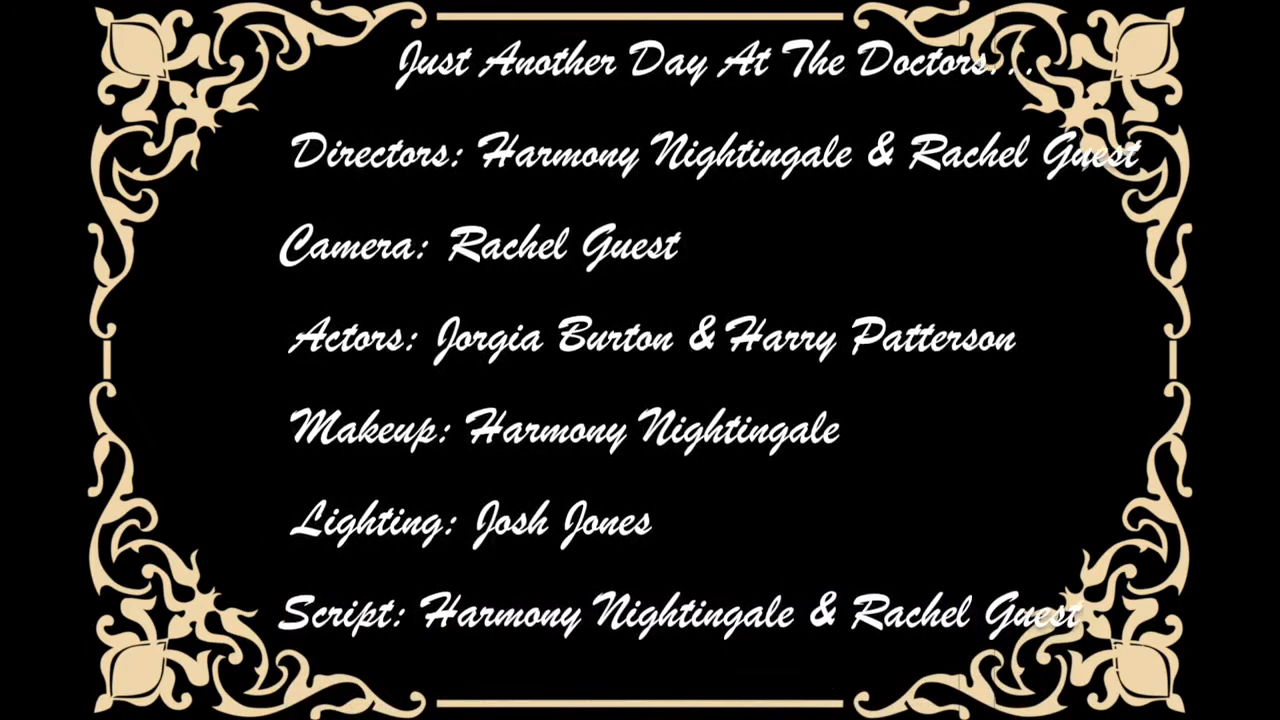 Just Another Day At The Doctors...
Directors: Harmony Nightingale & Rachel Guest
Camera: Rachel Guest
Actors: Jorgia Burton & Harry Patterson
Makeup: Harmony Nightingale
Lighting: Josh Jones
Script: Harmony Nightingale & Rachel Guest